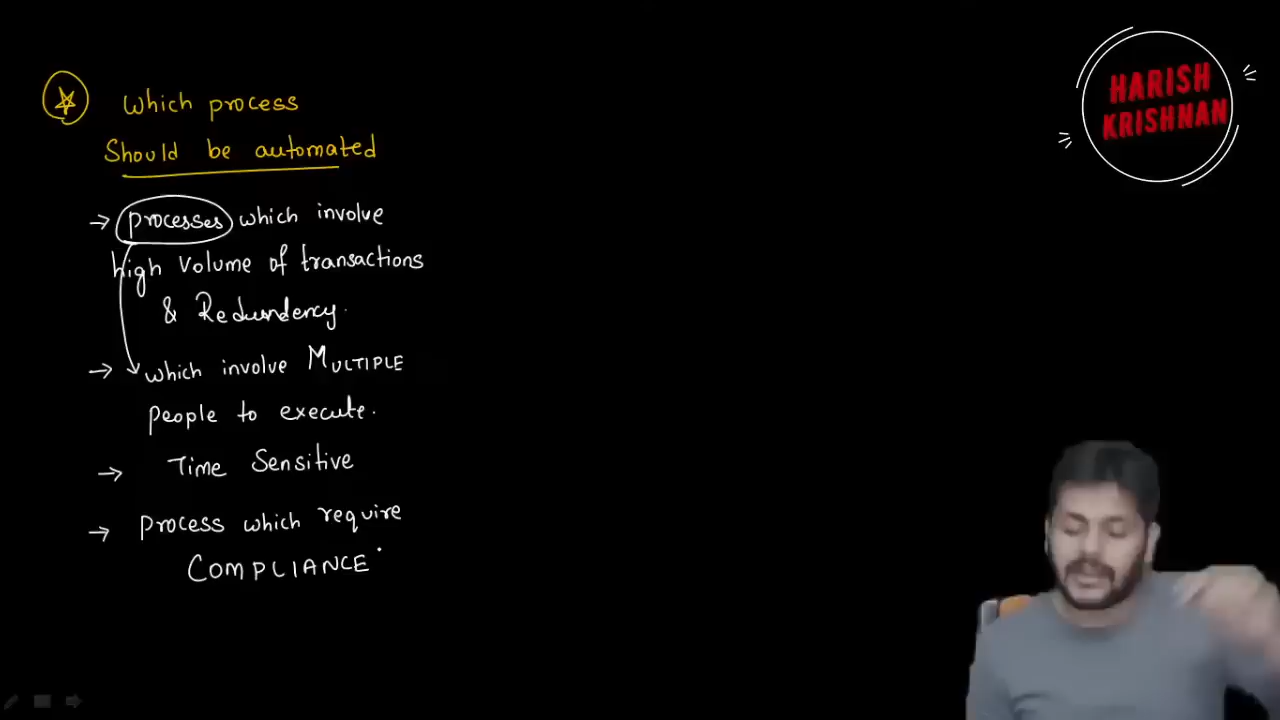 Which process
Should be automated
→ processes which involve
high volume of transactions
& Redundency.
→ which involve MULTIPLE
people to execute.
→ Time Sensitive
→ process which require
COMPLIANCE
HARISH
KRISHNAN